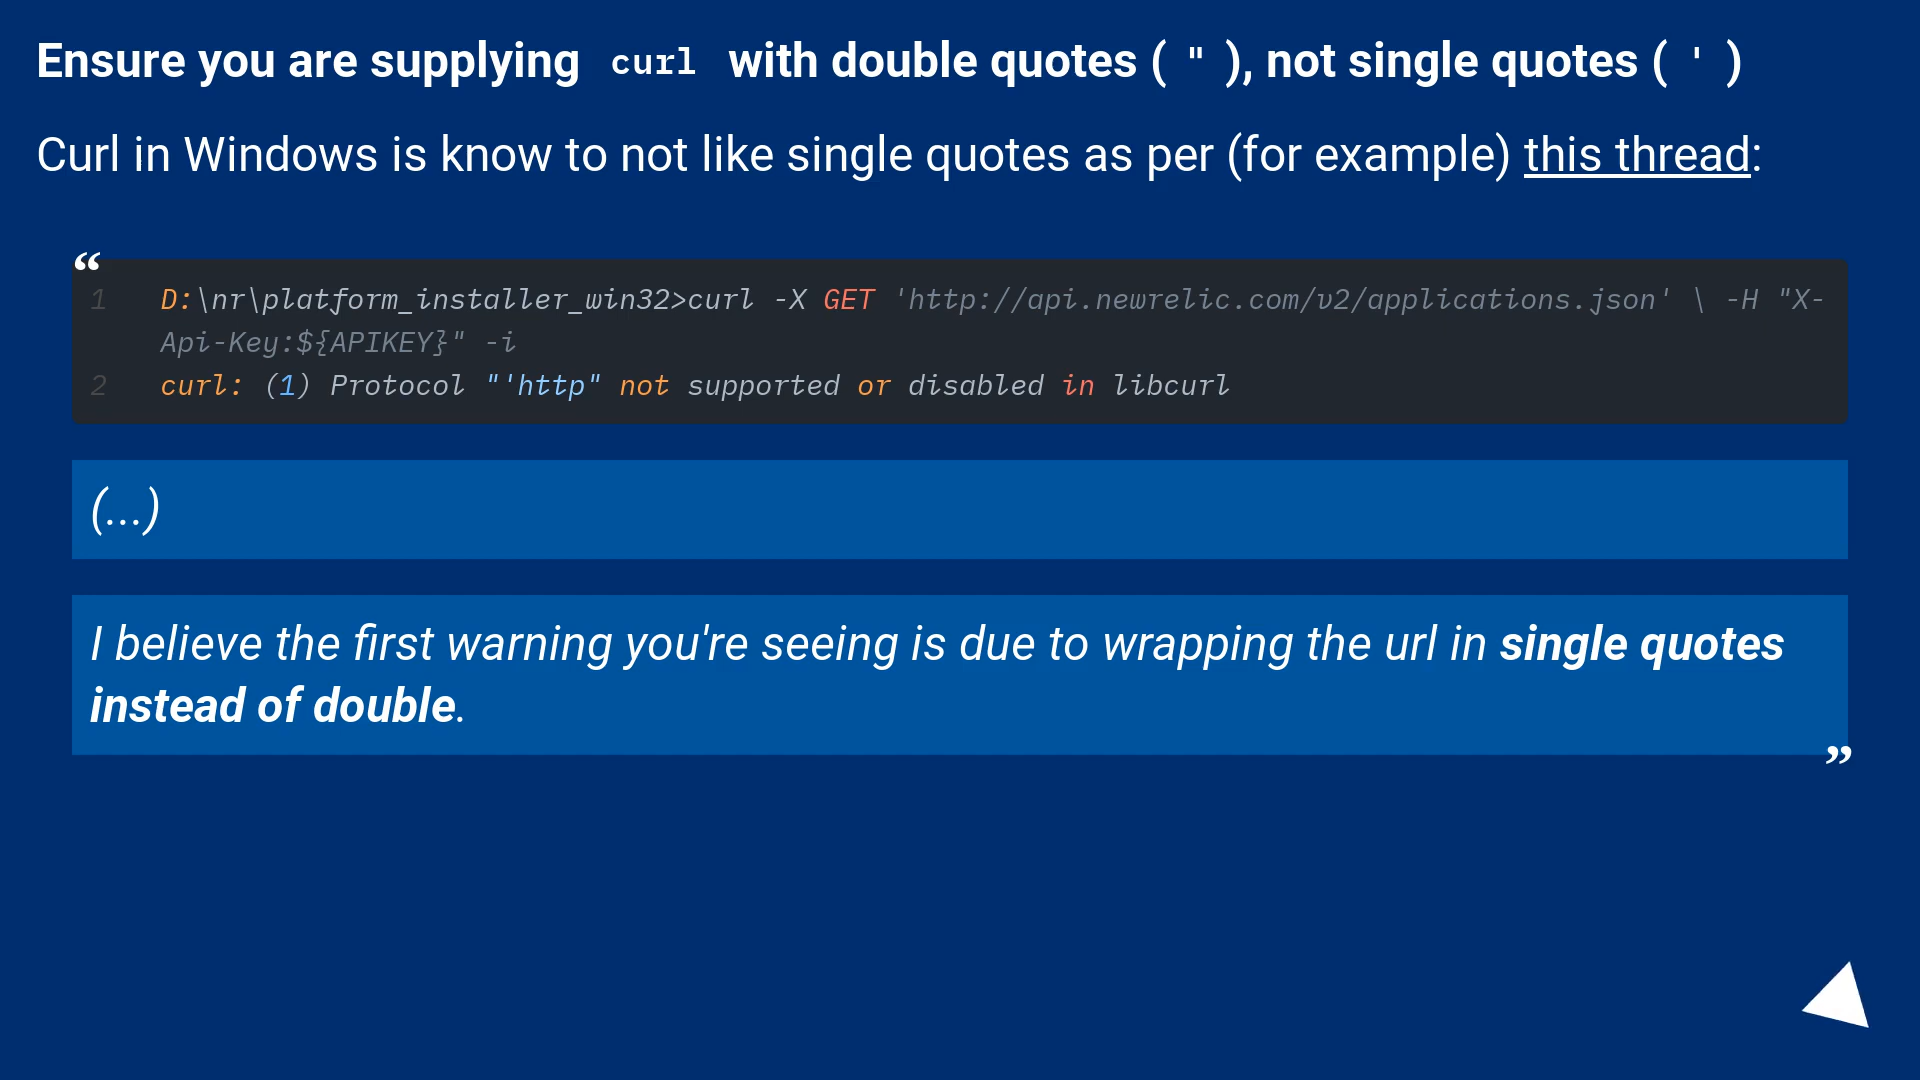 Ensure you are supplying curl with double quotes ( " ), not single quotes ( ' )
Curl in Windows is know to not like single quotes as per (for example) this thread:
“
1 D:\nr\platform_installer_win32>curl -X GET 'http://api.newrelic.com/v2/applications.json' \ -H "X-
Api-Key:${APIKEY}" -i
2 curl: (1) Protocol "'http" not supported or disabled in libcurl
(...)
I believe the first warning you're seeing is due to wrapping the url in single quotes
instead of double.
”